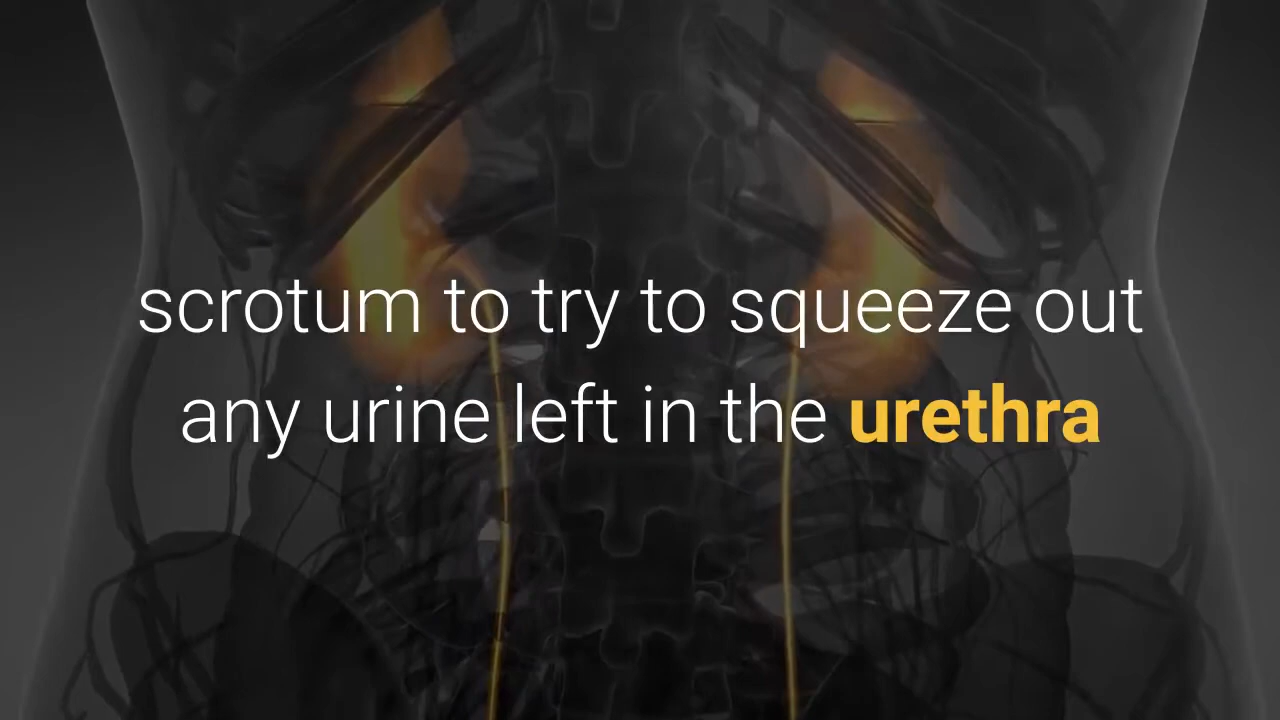 scrotum to try to squeeze out
any urine left in the urethra